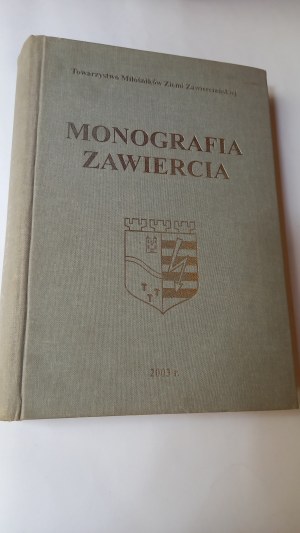 Towarzystwo Miłośników Ziemi Zawierciańskiej
MONOGRAFIA
ZAWIERCIA
2003 r.